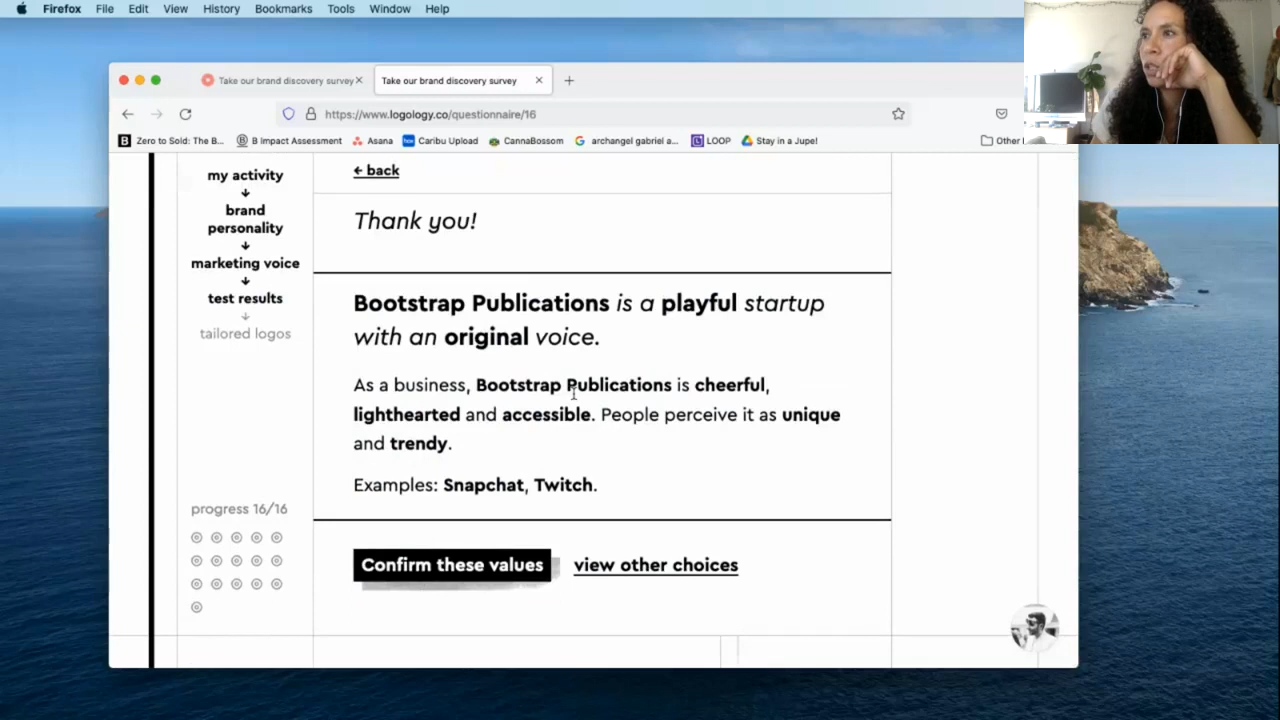 Firefox File Edit View History Bookmarks Tools Window Help
Take our brand discovery survey
Take our brand discovery survey
https://www.logology.co/questionnaire/16
Zero to Sold: The B... B Impact Assessment Asana Caribu Upload CannaBossom archangel gabriel a... LOOP Stay in a Jupe! Other
my activity
brand
personality
marketing voice
test results
tailored logos
progress 16/16
← back
Thank you!
Bootstrap Publications is a playful startup
with an original voice.
As a business, Bootstrap Publications is cheerful,
lighthearted and accessible. People perceive it as unique
and trendy.
Examples: Snapchat, Twitch.
Confirm these values view other choices